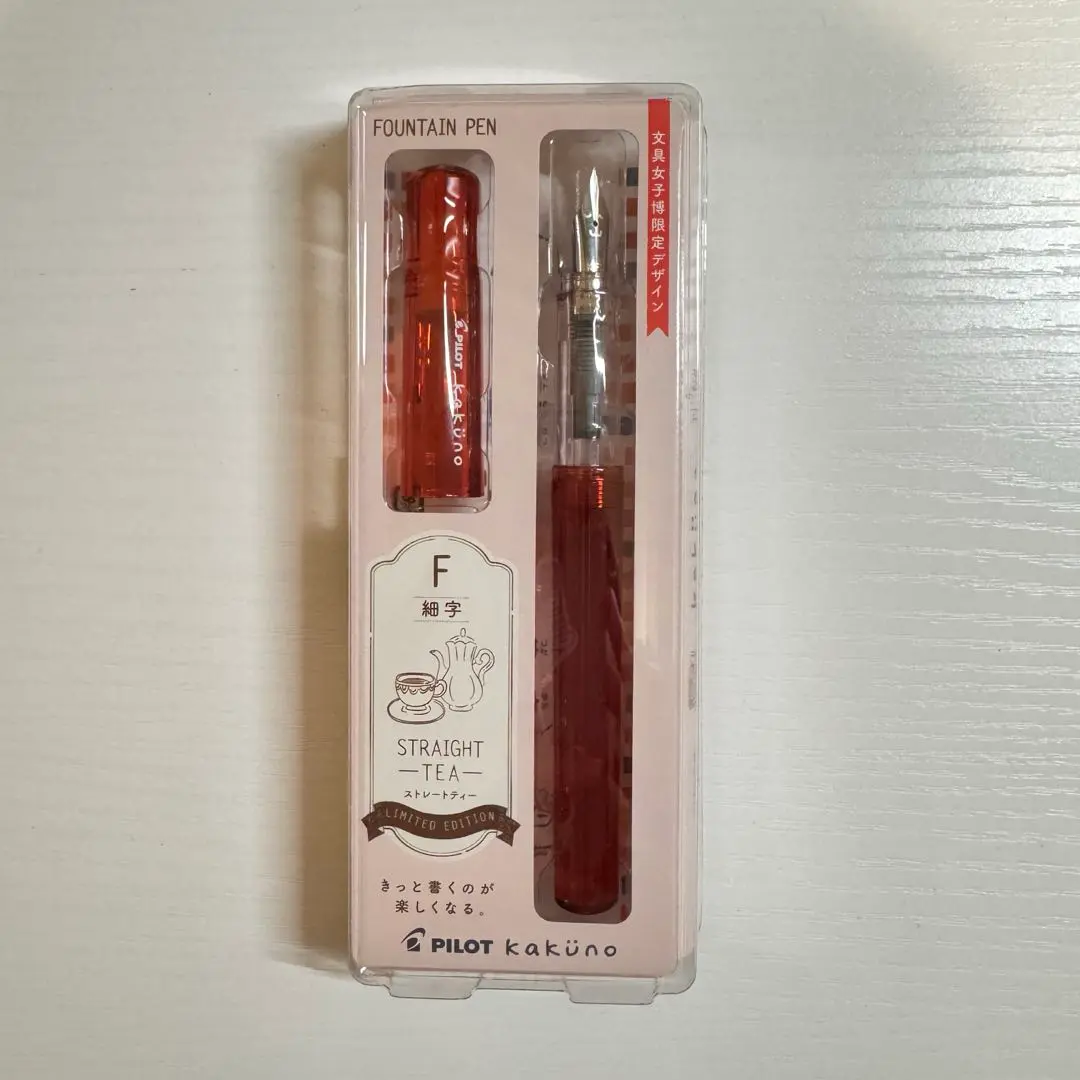 FOUNTAIN PEN
文具女子博限定デザイン
PILOT kaküno
F
細字
STRAIGHT
TEA
ストレートティー
LIMITED EDITION
きっと書くのが
楽しくなる。
PILOT kaküno